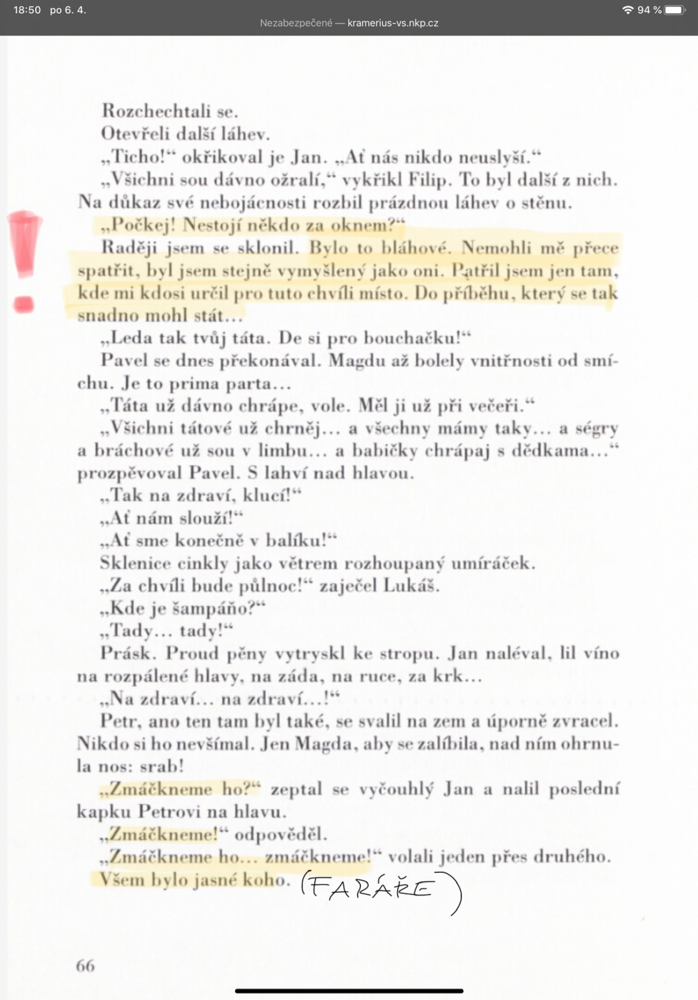 18:50 po 6. 4.
94 %
Nezabezpečené — kramerius-vs.nkp.cz
Rozchechtali se.
Otevřeli další láhev.
„Ticho!“ okřikoval je Jan. „Ať nás nikdo neuslyší.“
„Všichni sou dávno ožralí,“ vykřikl Filip. To byl další z nich.
Na důkaz své nebojácnosti rozbil prázdnou láhev o stěnu.
„Počkej! Nestojí někdo za oknem?“
Raději jsem se sklonil. Bylo to bláhové. Nemohli mě přece
spatřit, byl jsem stejně vymyšlený jako oni. Patřil jsem jen tam,
kde mi kdosi určil pro tuto chvíli místo. Do příběhu, který se tak
snadno mohl stát...
„Leda tak tvůj táta. De si pro bouchačku!“
Pavel se dnes překonával. Magdu až bolely vnitřnosti od smí-
chu. Je to prima parta...
„Táta už dávno chrápe, vole. Měl ji už při večeři.“
„Všichni tátové už chrněj... a všechny mámy taky... a ségry
a bráchové už sou v limbu... a babičky chrápaj s dědkama...“
prozpěvoval Pavel. S lahví nad hlavou.
„Tak na zdraví, klucí!“
„Ať nám slouží!“
„Ať sme konečně v balíku!“
Sklenice cinkly jako větrem rozhoupaný umíráček.
„Za chvíli bude půlnoc!“ zaječel Lukáš.
„Kde je šampáňo?“
„Tady... tady!“
Prásk. Proud pěny vytryskl ke stropu. Jan naléval, lil víno
na rozpálené hlavy, na záda, na ruce, za krk...
„Na zdraví... na zdraví...!“
Petr, ano ten tam byl také, se svalil na zem a úporně zvracel.
Nikdo si ho nevšímal. Jen Magda, aby se zalíbila, nad ním ohrnu-
la nos: srab!
„Zmáčkneme ho?“ zeptal se vyčouhlý Jan a nalil poslední
kapku Petrovi na hlavu.
„Zmáčkneme!“ odpověděl.
„Zmáčkneme ho... zmáčkneme!“ volali jeden přes druhého.
Všem bylo jasné koho. (FARÁŘE)
66